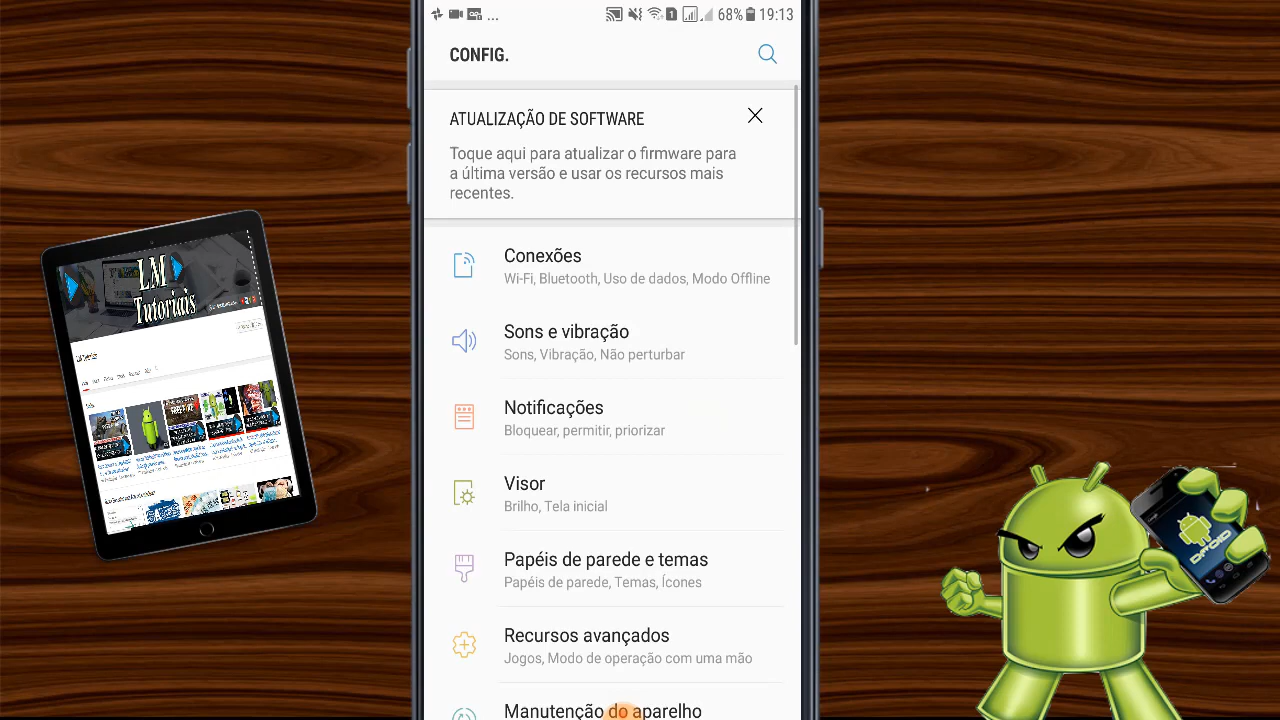 ... 1 68% 19:13
CONFIG.
ATUALIZAÇÃO DE SOFTWARE
Toque aqui para atualizar o firmware para
a última versão e usar os recursos mais
recentes.
Conexões
Wi-Fi, Bluetooth, Uso de dados, Modo Offline
Sons e vibração
Sons, Vibração, Não perturbar
Notificações
Bloquear, permitir, priorizar
Visor
Brilho, Tela inicial
Papéis de parede e temas
Papéis de parede, Temas, Ícones
Recursos avançados
Jogos, Modo de operação com uma mão
Manutenção do aparelho
LM
Tutoriais
DROID